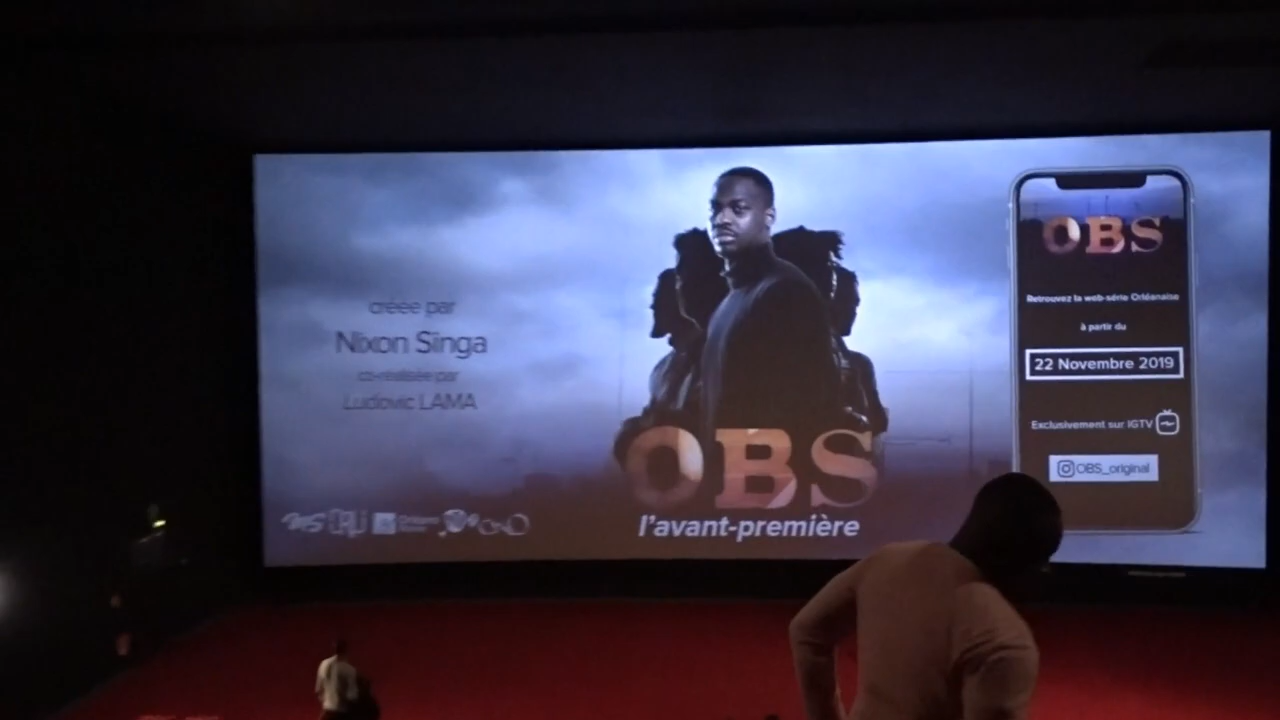 créée par
Nixon Singa
co-réalisée par
Ludovic LAMA
OBS
l'avant-première
OBS
Retrouvez la web-série Orléanaise
à partir du
22 Novembre 2019
Exclusivement sur IGTV
OBS_original